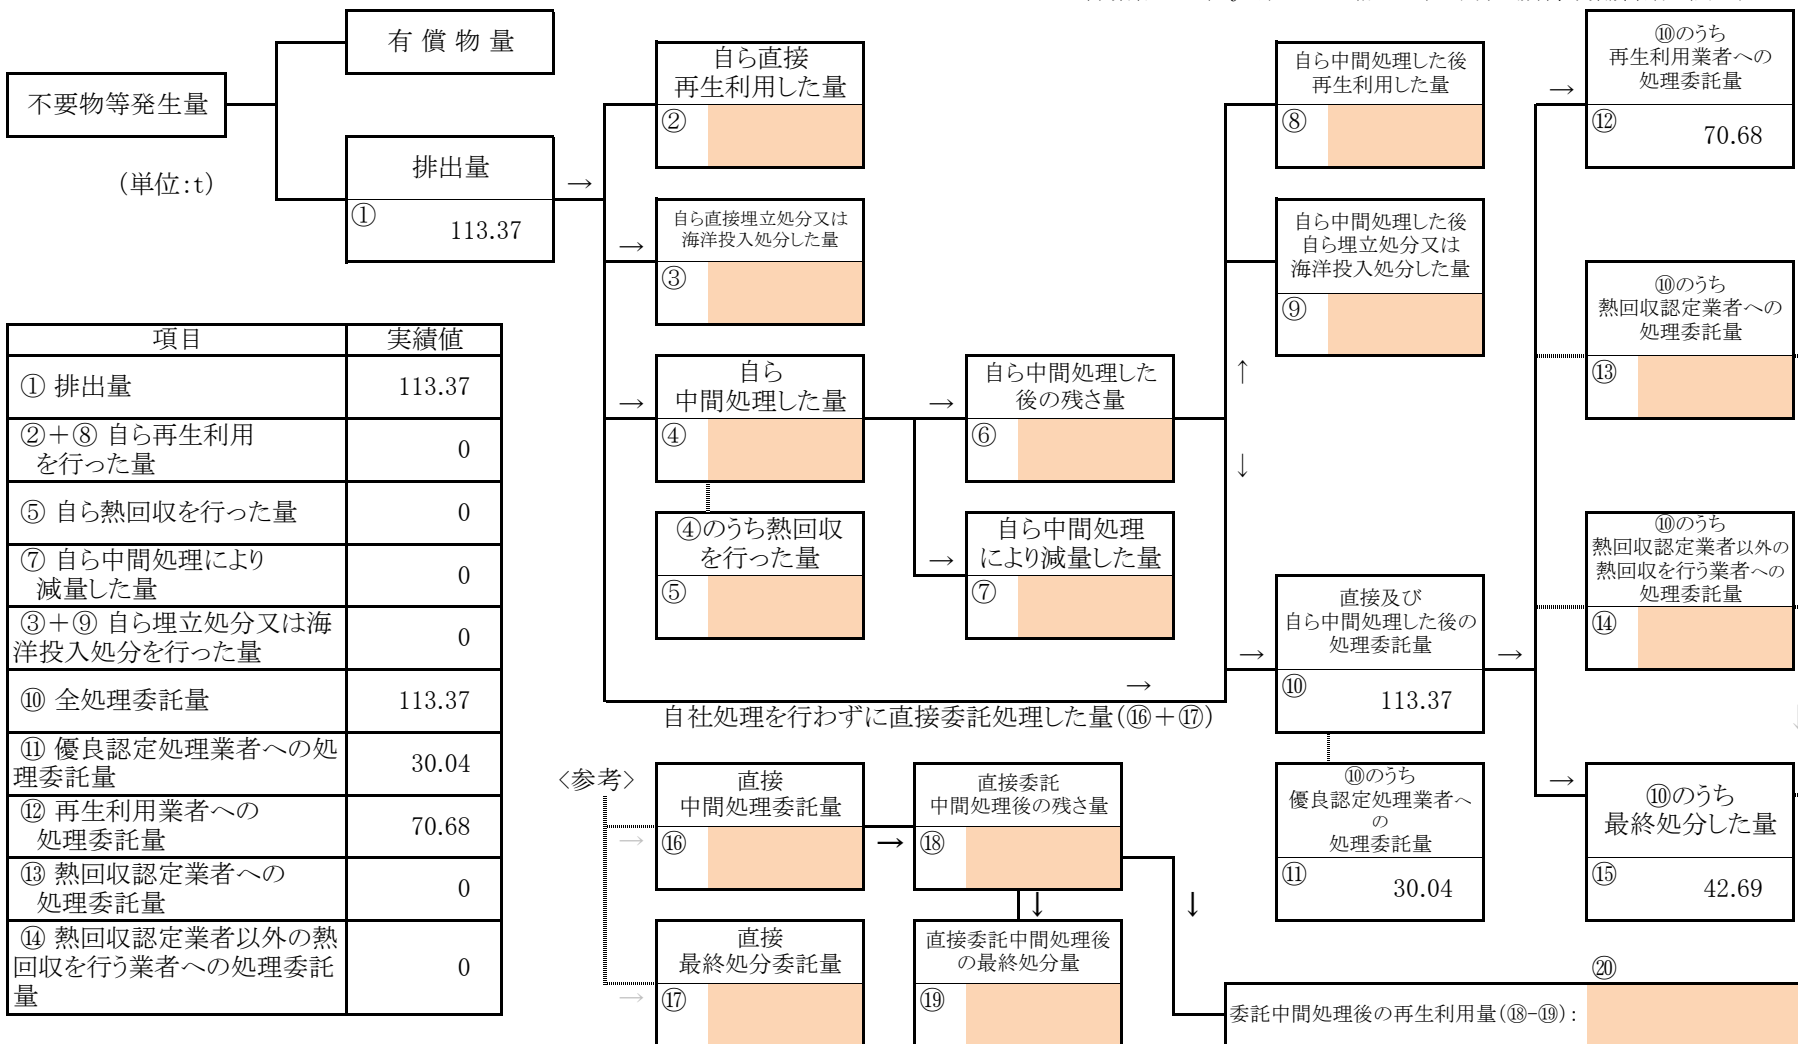 有 償 物 量
不要物等発生量
(単位:t)
排出量
①
113.37
→
自ら直接
再生利用した量
②
→
自ら直接埋立処分又は
海洋投入処分した量
③
→
自ら
中間処理した量
④
④のうち熱回収
を行った量
⑤
→
自ら中間処理した
後の残さ量
⑥
→
自ら中間処理
により減量した量
⑦
自ら中間処理した後
再生利用した量
⑧
自ら中間処理した後
自ら埋立処分又は
海洋投入処分した量
⑨
↑
↓
→
直接及び
自ら中間処理した後の
処理委託量
⑩
113.37
→
⑩のうち
優良認定処理業者へ
の
処理委託量
⑪
30.04
→
⑩のうち
再生利用業者への
処理委託量
⑫
70.68
⑩のうち
熱回収認定業者への
処理委託量
⑬
⑩のうち
熱回収認定業者以外の
熱回収を行う業者への
処理委託量
⑭
→
⑩のうち
最終処分した量
⑮
42.69
→
自社処理を行わずに直接委託処理した量(⑯+⑰)
項目 実績値
① 排出量 113.37
②+⑧ 自ら再生利用
を行った量
0
⑤ 自ら熱回収を行った量 0
⑦ 自ら中間処理により
減量した量
0
③+⑨ 自ら埋立処分又は海
洋投入処分を行った量
0
⑩ 全処理委託量 113.37
⑪ 優良認定処理業者への処
理委託量
30.04
⑫ 再生利用業者への
処理委託量
70.68
⑬ 熱回収認定業者への
処理委託量
0
⑭ 熱回収認定業者以外の熱
回収を行う業者への処理委託
量
0
<参考>
→
直接
中間処理委託量
⑯
→
直接委託
中間処理後の残さ量
⑱
↓
↓
→
直接
最終処分委託量
⑰
直接委託中間処理後
の最終処分量
⑲
⑳
委託中間処理後の再生利用量(⑱-⑲):